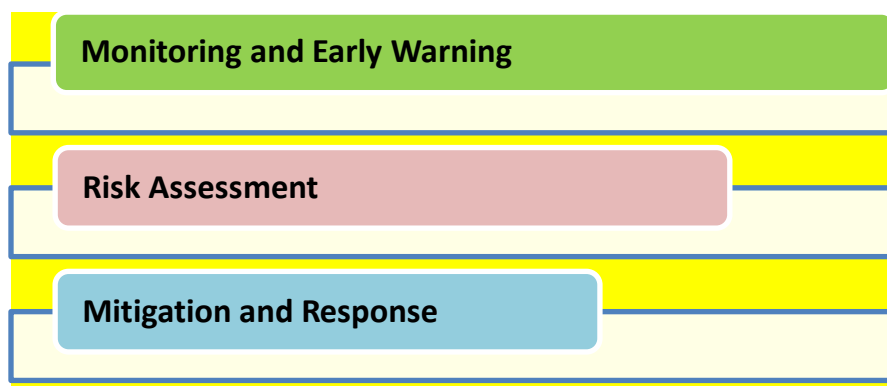 Monitoring and Early Warning
Risk Assessment
Mitigation and Response